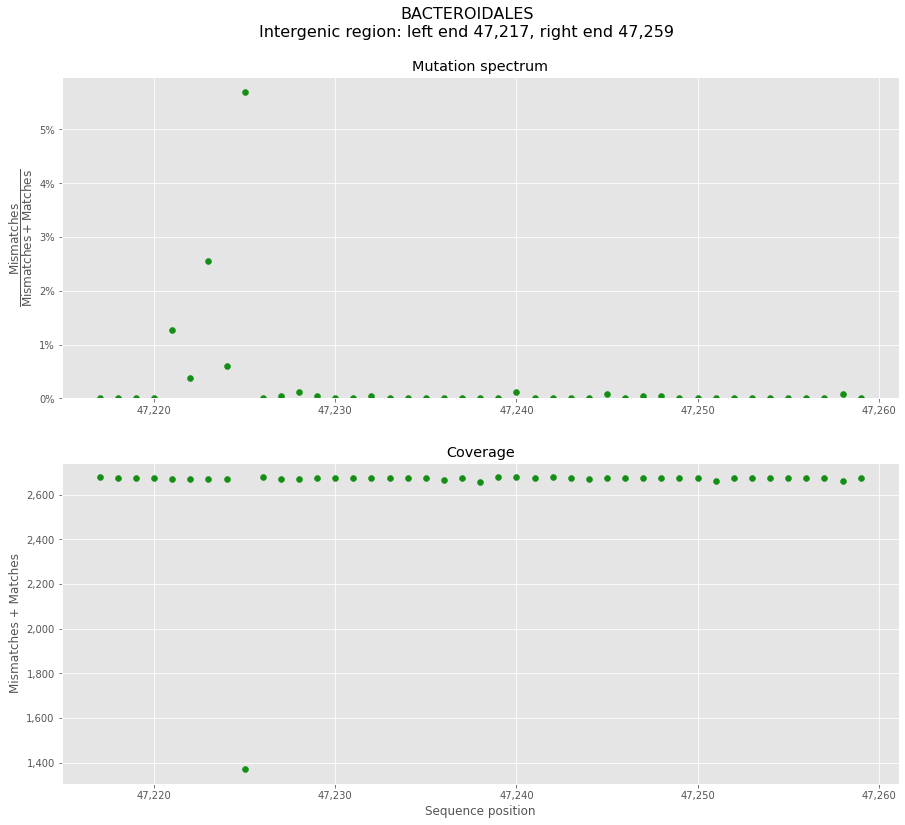 BACTEROIDALES
Intergenic region: left end 47,217, right end 47,259
Mutation spectrum
5%
4%
3%
2%
1%
0%
Mismatches
Mismatches + Matches
47,220 47,230 47,240 47,250 47,260
Coverage
2,600
2,400
2,200
2,000
1,800
1,600
1,400
Mismatches + Matches
47,220 47,230 47,240 47,250 47,260
Sequence position